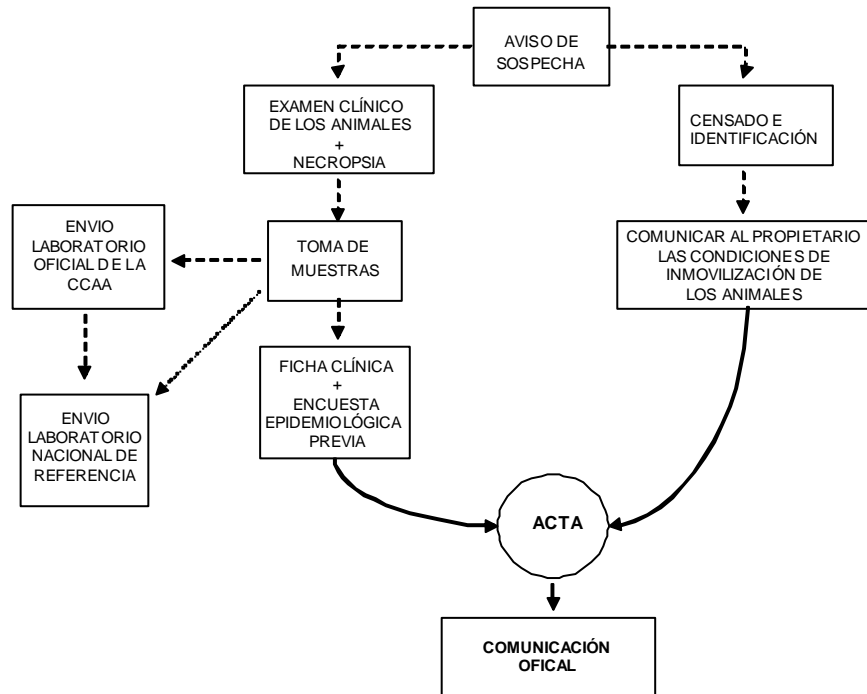 AVISO DE
SOSPECHA
EXAMEN CLÍNICO
DE LOS ANIMALES
+
NECROPSIA
CENSADO E
IDENTIFICACIÓN
ENVIO
LABORATORIO
OFICIAL DE LA
CCAA
TOMA DE
MUESTRAS
COMUNICAR AL PROPIETARIO
LAS CONDICIONES DE
INMOVILIZACIÓN DE
LOS ANIMALES
FICHA CLÍNICA
+
ENCUESTA
EPIDEMIOLÓGICA
PREVIA
ENVIO
LABORATORIO
NACIONAL DE
REFERENCIA
ACTA
COMUNICACIÓN
OFICAL